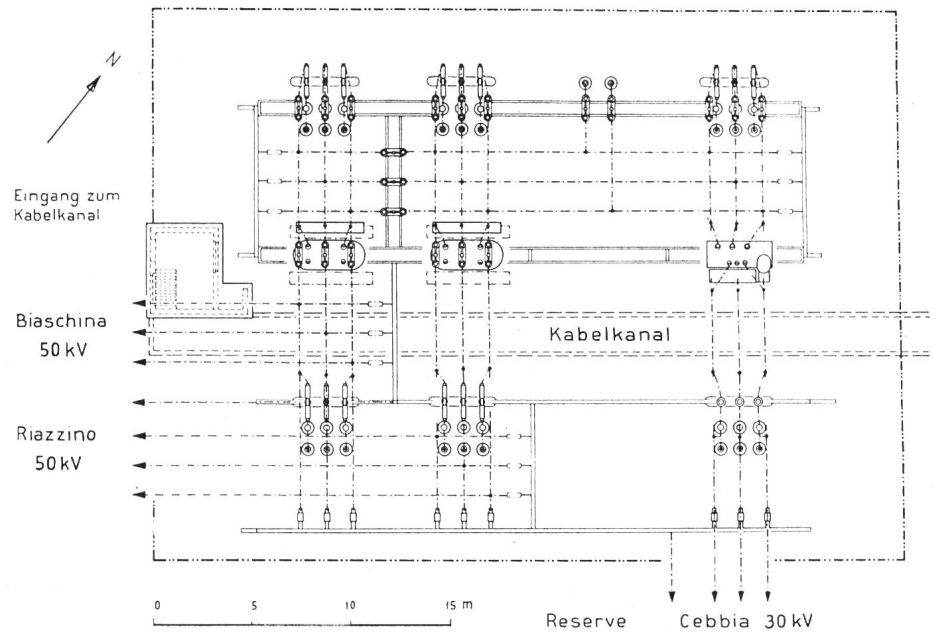 N
Eingang zum
Kabelkanal
Biaschina
50 kV
Kabelkanal
Riazzino
50 kV
0 5 10 15 m
Reserve Cebbia 30 kV